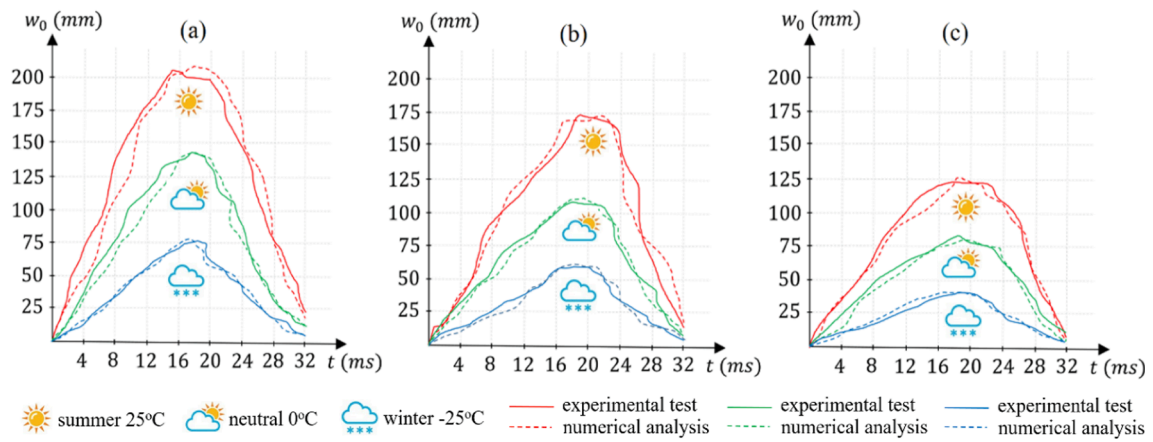 w₀ (mm) (a)
200
175
150
125
100
75
50
25
4 8 12 16 20 24 28 32 t (ms)
w₀ (mm) (b)
200
175
150
125
100
75
50
25
4 8 12 16 20 24 28 32 t (ms)
w₀ (mm) (c)
200
175
150
125
100
75
50
25
4 8 12 16 20 24 28 32 t (ms)
summer 25ºC neutral 0ºC winter -25ºC
experimental test experimental test experimental test
numerical analysis numerical analysis numerical analysis